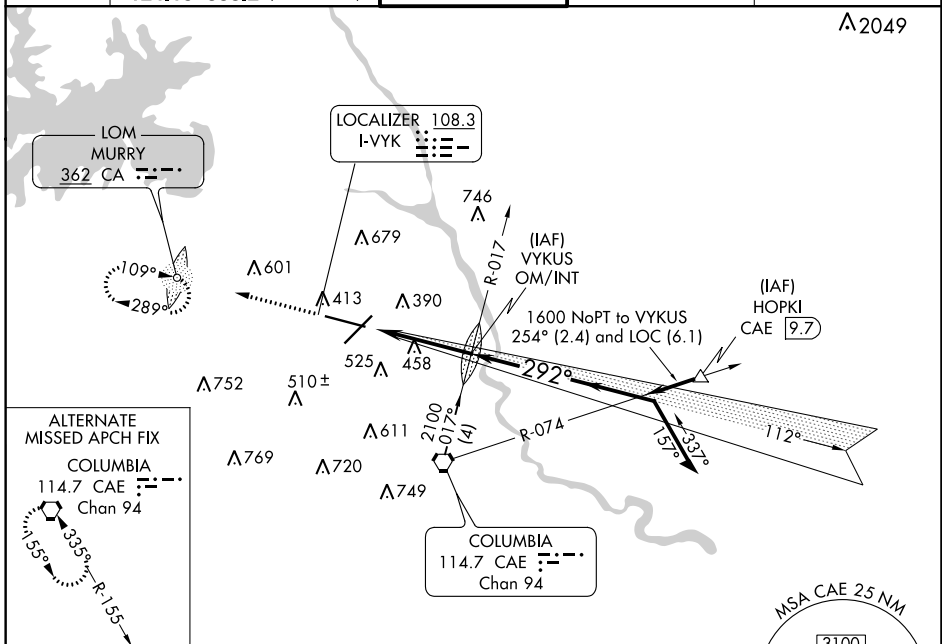 2049
LOCALIZER 108.3
I-VYK
LOM
MURRY
362 CA
746
R-017
(IAF)
VYKUS
OM/INT
679
601
109°
289°
413
390
(IAF)
HOPKI
CAE 9.7
1600 NoPT to VYKUS
254° (2.4) and LOC (6.1)
525
458
292°
752
510±
2100
017°
(4)
R-074
112°
157°
337°
611
769
720
749
ALTERNATE
MISSED APCH FIX
COLUMBIA
114.7 CAE
Chan 94
335°
155°
R-155
COLUMBIA
114.7 CAE
Chan 94
MSA CAE 25 NM
3100